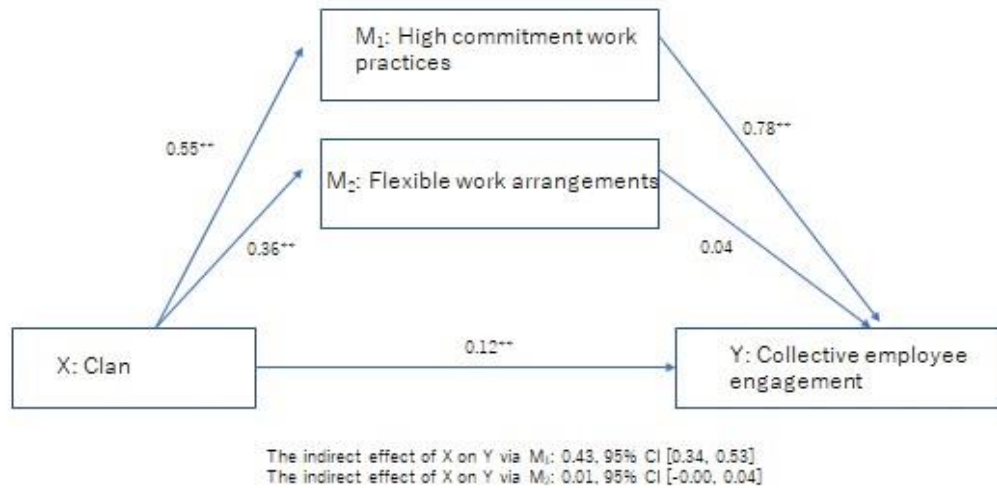 M₁: High commitment work
practices
0.55**
0.78**
M₂: Flexible work arrangements
0.36**
0.04
X: Clan
0.12**
Y: Collective employee
engagement
The indirect effect of X on Y via M₁: 0.43, 95% CI [0.34, 0.53]
The indirect effect of X on Y via M₂: 0.01, 95% CI [-0.00, 0.04]